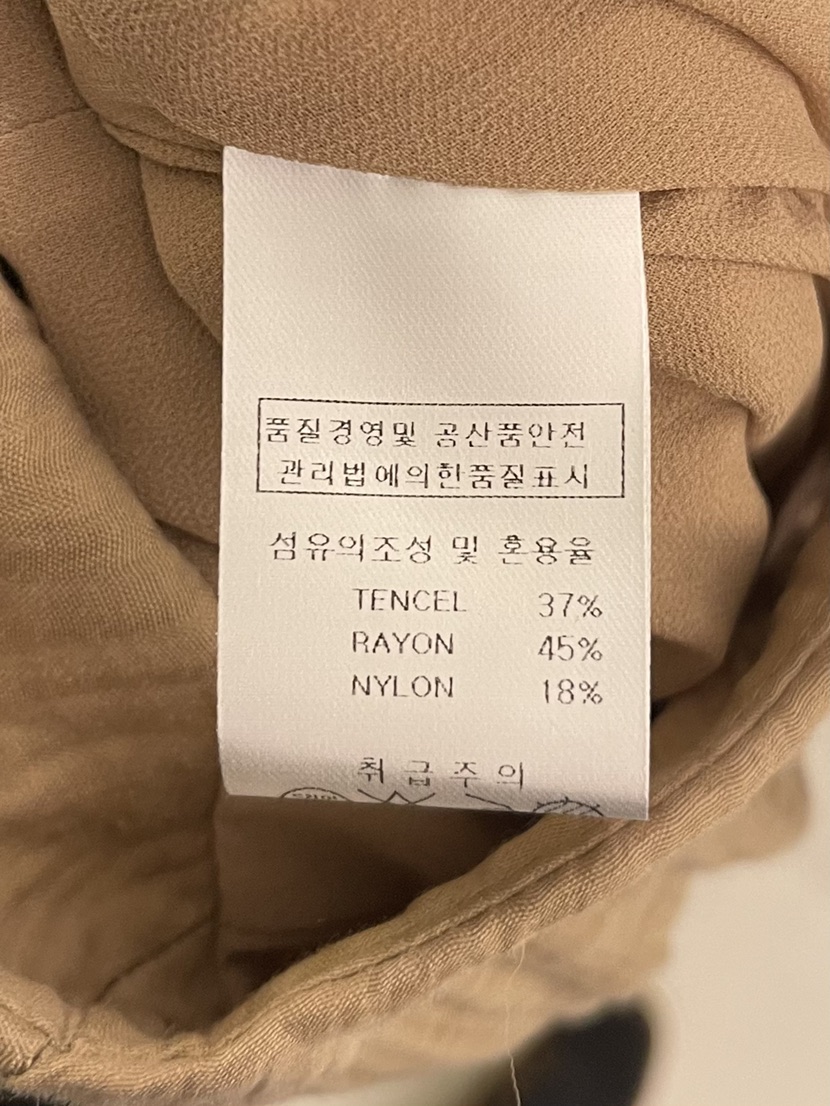 품질경영및 공산품안전
관리법에의한품질표시
섬유의조성 및 혼용율
TENCEL 37%
RAYON 45%
NYLON 18%
취급주의